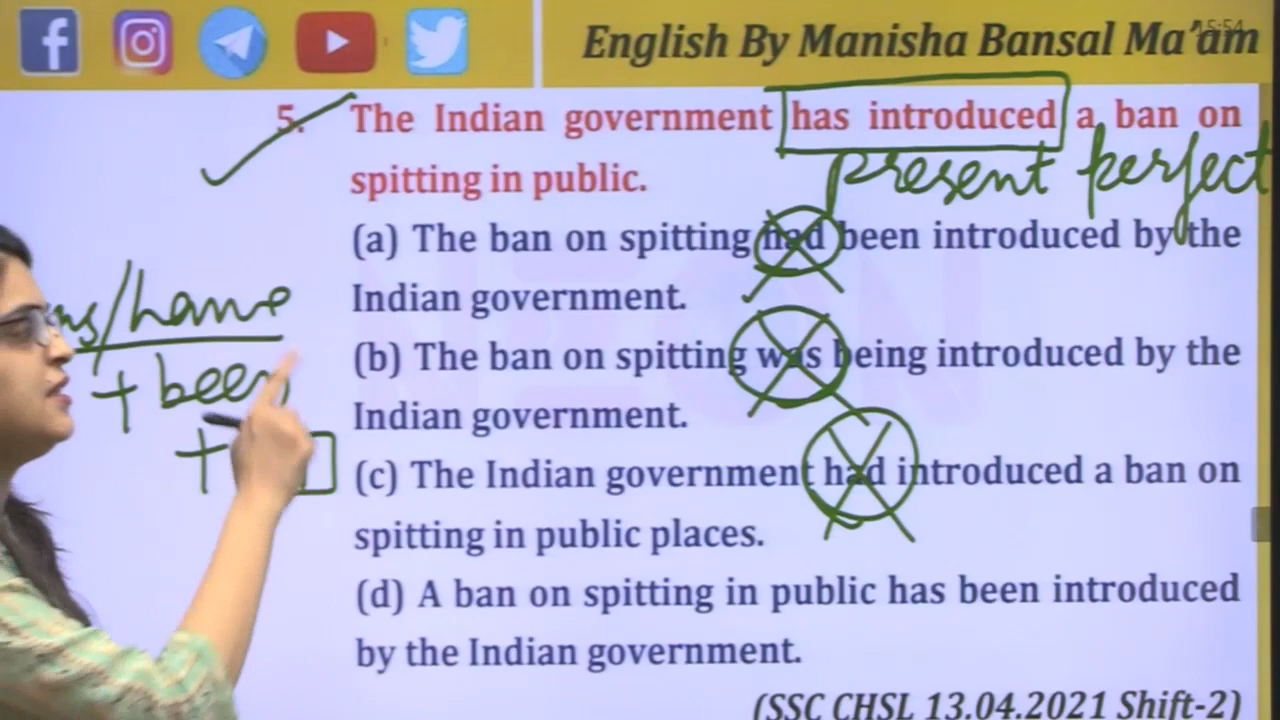 English By Manisha Bansal Ma'am
15:54
5. The Indian government has introduced a ban on
spitting in public.
present perfect
(a) The ban on spitting had been introduced by the
Indian government.
/have
+ been
+
(b) The ban on spitting was being introduced by the
Indian government.
(c) The Indian government had introduced a ban on
spitting in public places.
(d) A ban on spitting in public has been introduced
by the Indian government.
(SSC CHSL 13.04.2021 Shift-2)